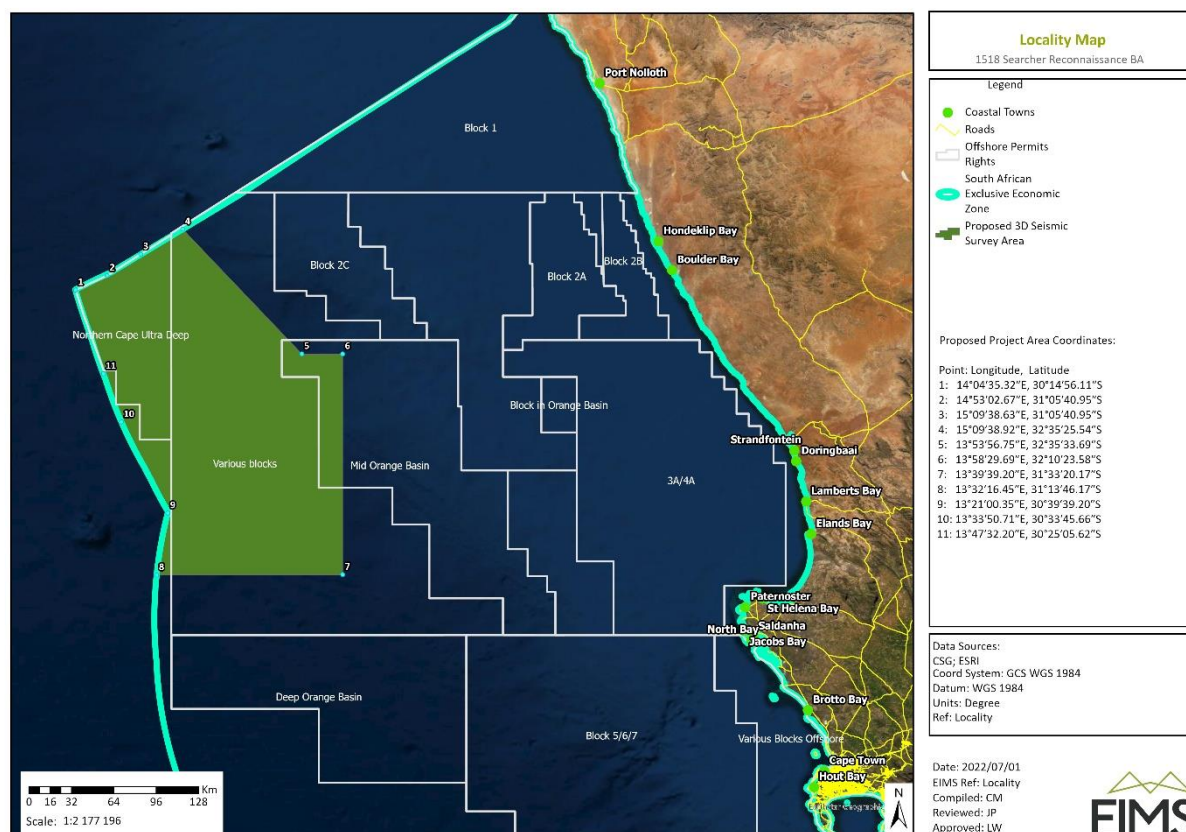 Port Nolloth
Block 1
4
3
2
1
Hondeklip Bay
Block 2C
Block 2A
Block 2B
Boulder Bay
Northern Cape Ultra Deep
5
6
11
10
Block in Orange Basin
Strandfontein
Doringbaai
Various blocks
Mid Orange Basin
3A/4A
Lamberts Bay
9
Elands Bay
8
7
Paternoster
St Helena Bay
North Bay
Saldanha
Jacobs Bay
Deep Orange Basin
Brotto Bay
Block 5/6/7
Various Blocks Offshore
Cape Town
Hout Bay
Km
0 16 32 64 96 128
Scale: 1:2 177 196
N
Locality Map
1518 Searcher Reconnaissance BA
Legend
Coastal Towns
Roads
Offshore Permits
Rights
South African
Exclusive Economic
Zone
Proposed 3D Seismic
Survey Area
Proposed Project Area Coordinates:
Point: Longitude, Latitude
1: 14°04'35.32"E, 30°14'56.11"S
2: 14°53'02.67"E, 31°05'40.95"S
3: 15°09'38.63"E, 31°05'40.95"S
4: 15°09'38.92"E, 32°35'25.54"S
5: 13°53'56.75"E, 32°35'33.69"S
6: 13°58'29.69"E, 32°10'23.58"S
7: 13°39'39.20"E, 31°33'20.17"S
8: 13°32'16.45"E, 31°13'46.17"S
9: 13°21'00.35"E, 30°39'39.20"S
10: 13°33'50.71"E, 30°33'45.66"S
11: 13°47'32.20"E, 30°25'05.62"S
Data Sources:
CSG; ESRI
Coord System: GCS WGS 1984
Datum: WGS 1984
Units: Degree
Ref: Locality
Date: 2022/07/01
EIMS Ref: Locality
Compiled: CM
Reviewed: JP
Approved: LW
EIMS